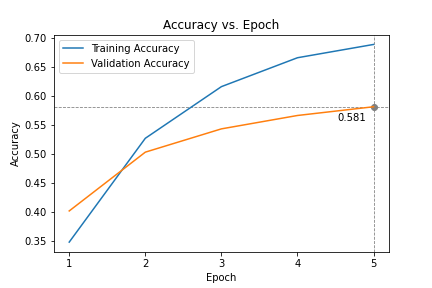 Accuracy vs. Epoch
Training Accuracy
Validation Accuracy
0.70
0.65
0.60
0.55
0.50
0.45
0.40
0.35
Accuracy
0.581
1 2 3 4 5
Epoch